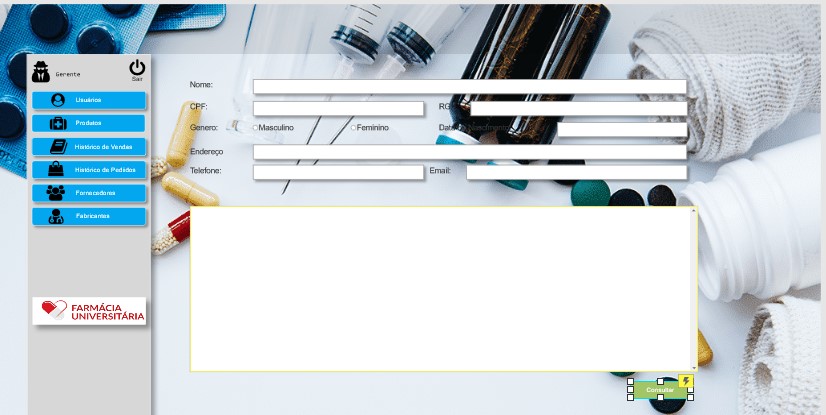 Gerente
Sair
Usuários
Produtos
Histórico de Vendas
Histórico de Pedidos
Fornecedores
Fabricantes
FARMÁCIA
UNIVERSITÁRIA
Nome:
CPF:
RG:
Genero:
Masculino
Feminino
Data de Nascimento:
Endereço
Telefone:
Email:
Consultar